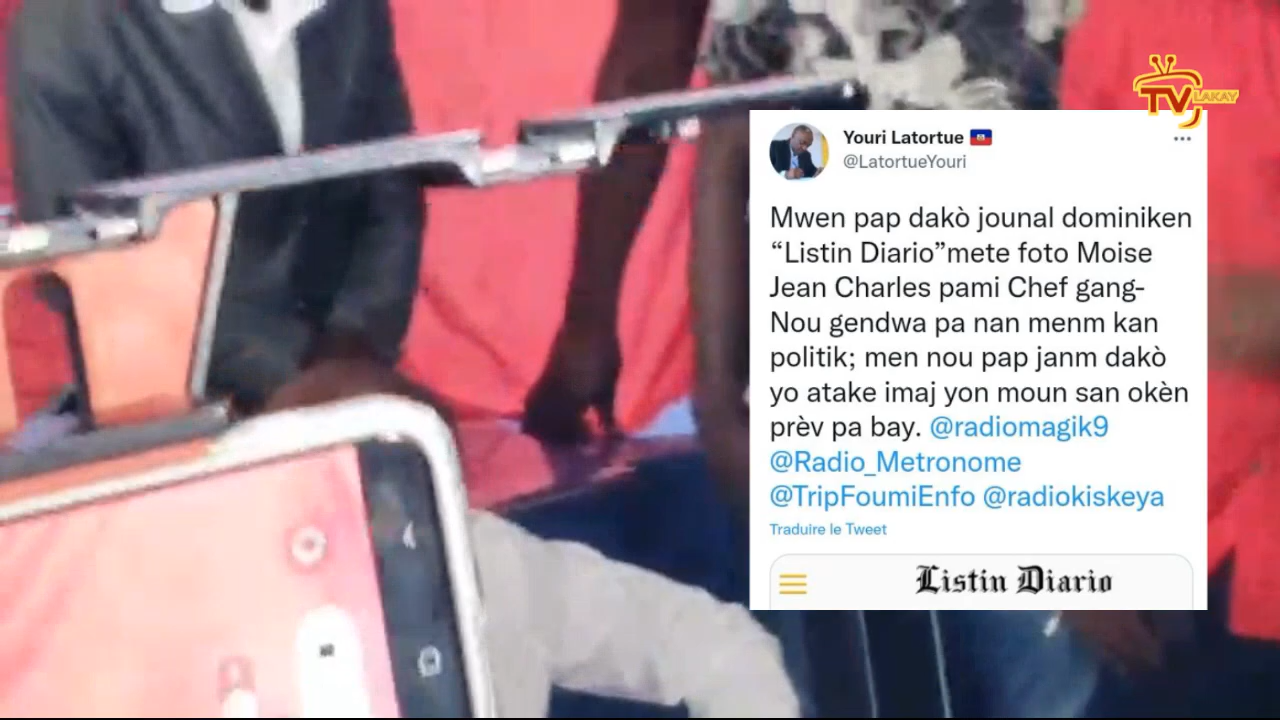 TV LAKAY
Youri Latortue
@LatortueYouri
Mwen pap dakò jounal dominiken
“Listin Diario”mete foto Moise
Jean Charles pami Chef gang-
Nou gendwa pa nan menm kan
politik; men nou pap janm dakò
yo atake imaj yon moun san okèn
prèv pa bay. @radiomagik9
@Radio_Metronome
@TripFoumiEnfo @radiokiskeya
Traduire le Tweet
Listin Diario